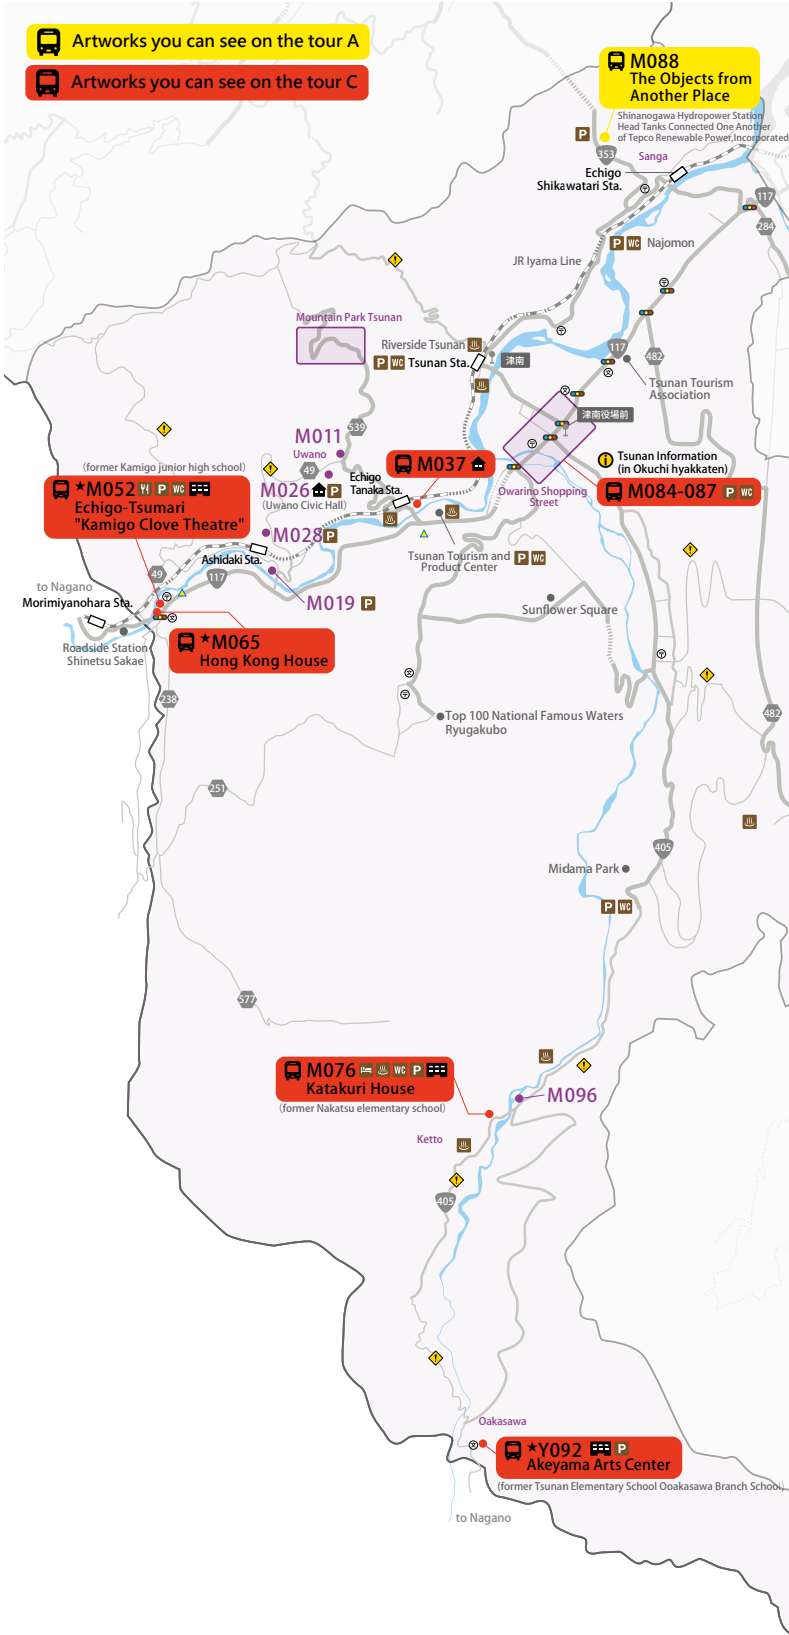 Artworks you can see on the tour A
Artworks you can see on the tour C
M088
The Objects from
Another Place
Shinanogawa Hydropower Station
Head Tanks Connected One Another
of Tepco Renewable Power,Incorporated
P
353
Sanga
Echigo
Shikawatari Sta.
117
284
P WC Najomon
JR Iyama Line
Mountain Park Tsunan
Riverside Tsunan
P WC Tsunan Sta.
津南
117
482
Tsunan Tourism
Association
津南役場前
539
M011
Uwano
49
(former Kamigo junior high school)
★M052 P WC
Echigo-Tsumari
"Kamigo Clove Theatre"
M026 P
(Uwano Civic Hall)
Echigo
Tanaka Sta.
M037
Tsunan Information
(in Okuchi hyakkaten)
M084-087 P WC
Owarino Shopping
Street
M028 P
Ashidaki Sta.
Tsunan Tourism and
Product Center
P WC
49
117
to Nagano
Morimiyanohara Sta.
M019 P
Sunflower Square
Roadside Station
Shinetsu Sakae
★M065
Hong Kong House
238
482
Top 100 National Famous Waters
Ryugakubo
251
405
Midama Park
P WC
577
M076 WC P
Katakuri House
(former Nakatsu elementary school)
M096
Ketto
405
Oakasawa
★Y092 P
Akeyama Arts Center
(former Tsunan Elementary School Ooakasawa Branch School)
to Nagano